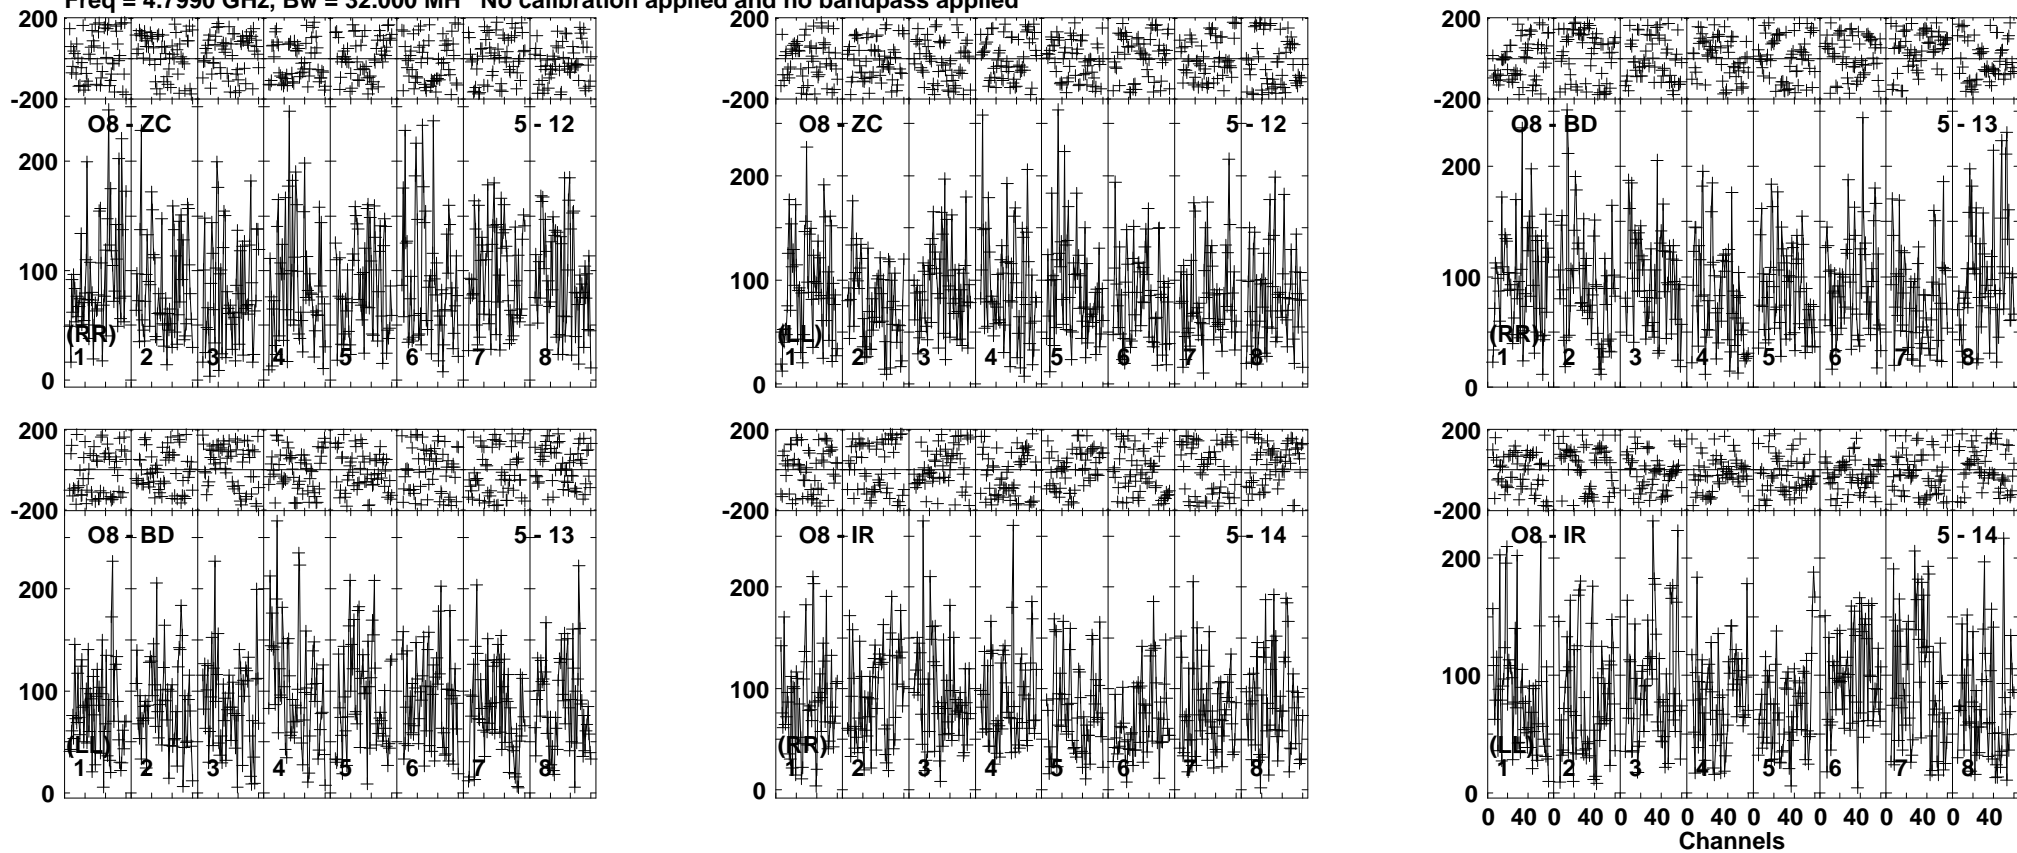 Freq = 4.7990 GHz, Bw = 32.000 MH No calibration applied and no bandpass applied
200 200 200
-200 -200 -200
O8 - ZC 5 - 12 O8 - ZC 5 - 12 O8 - BD 5 - 13
200 200 200
100 100 100
(RR) (LL) (RR)
1 2 3 4 5 6 7 8 1 2 3 4 5 6 7 8 1 2 3 4 5 6 7 8
0 0 0
200 200 200
-200 -200 -200
O8 - BD 5 - 13 O8 - IR 5 - 14 O8 - IR 5 - 14
200 200 200
100 100 100
(LL) (RR) (LL)
1 2 3 4 5 6 7 8 1 2 3 4 5 6 7 8 1 2 3 4 5 6 7 8
0 0 0
0 40 0 40 0 40 0 40 0 40 0 40 0 40 0 40
Channels